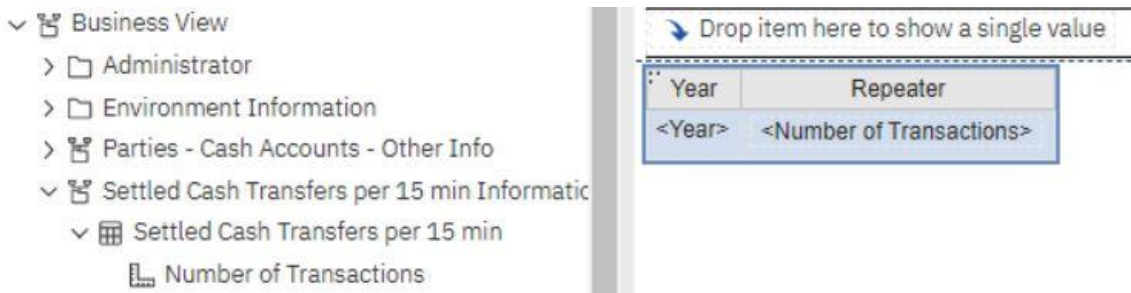 Business View
Administrator
Environment Information
Parties - Cash Accounts - Other Info
Settled Cash Transfers per 15 min Informatic
Settled Cash Transfers per 15 min
Number of Transactions
Drop item here to show a single value
Year Repeater
<Year> <Number of Transactions>